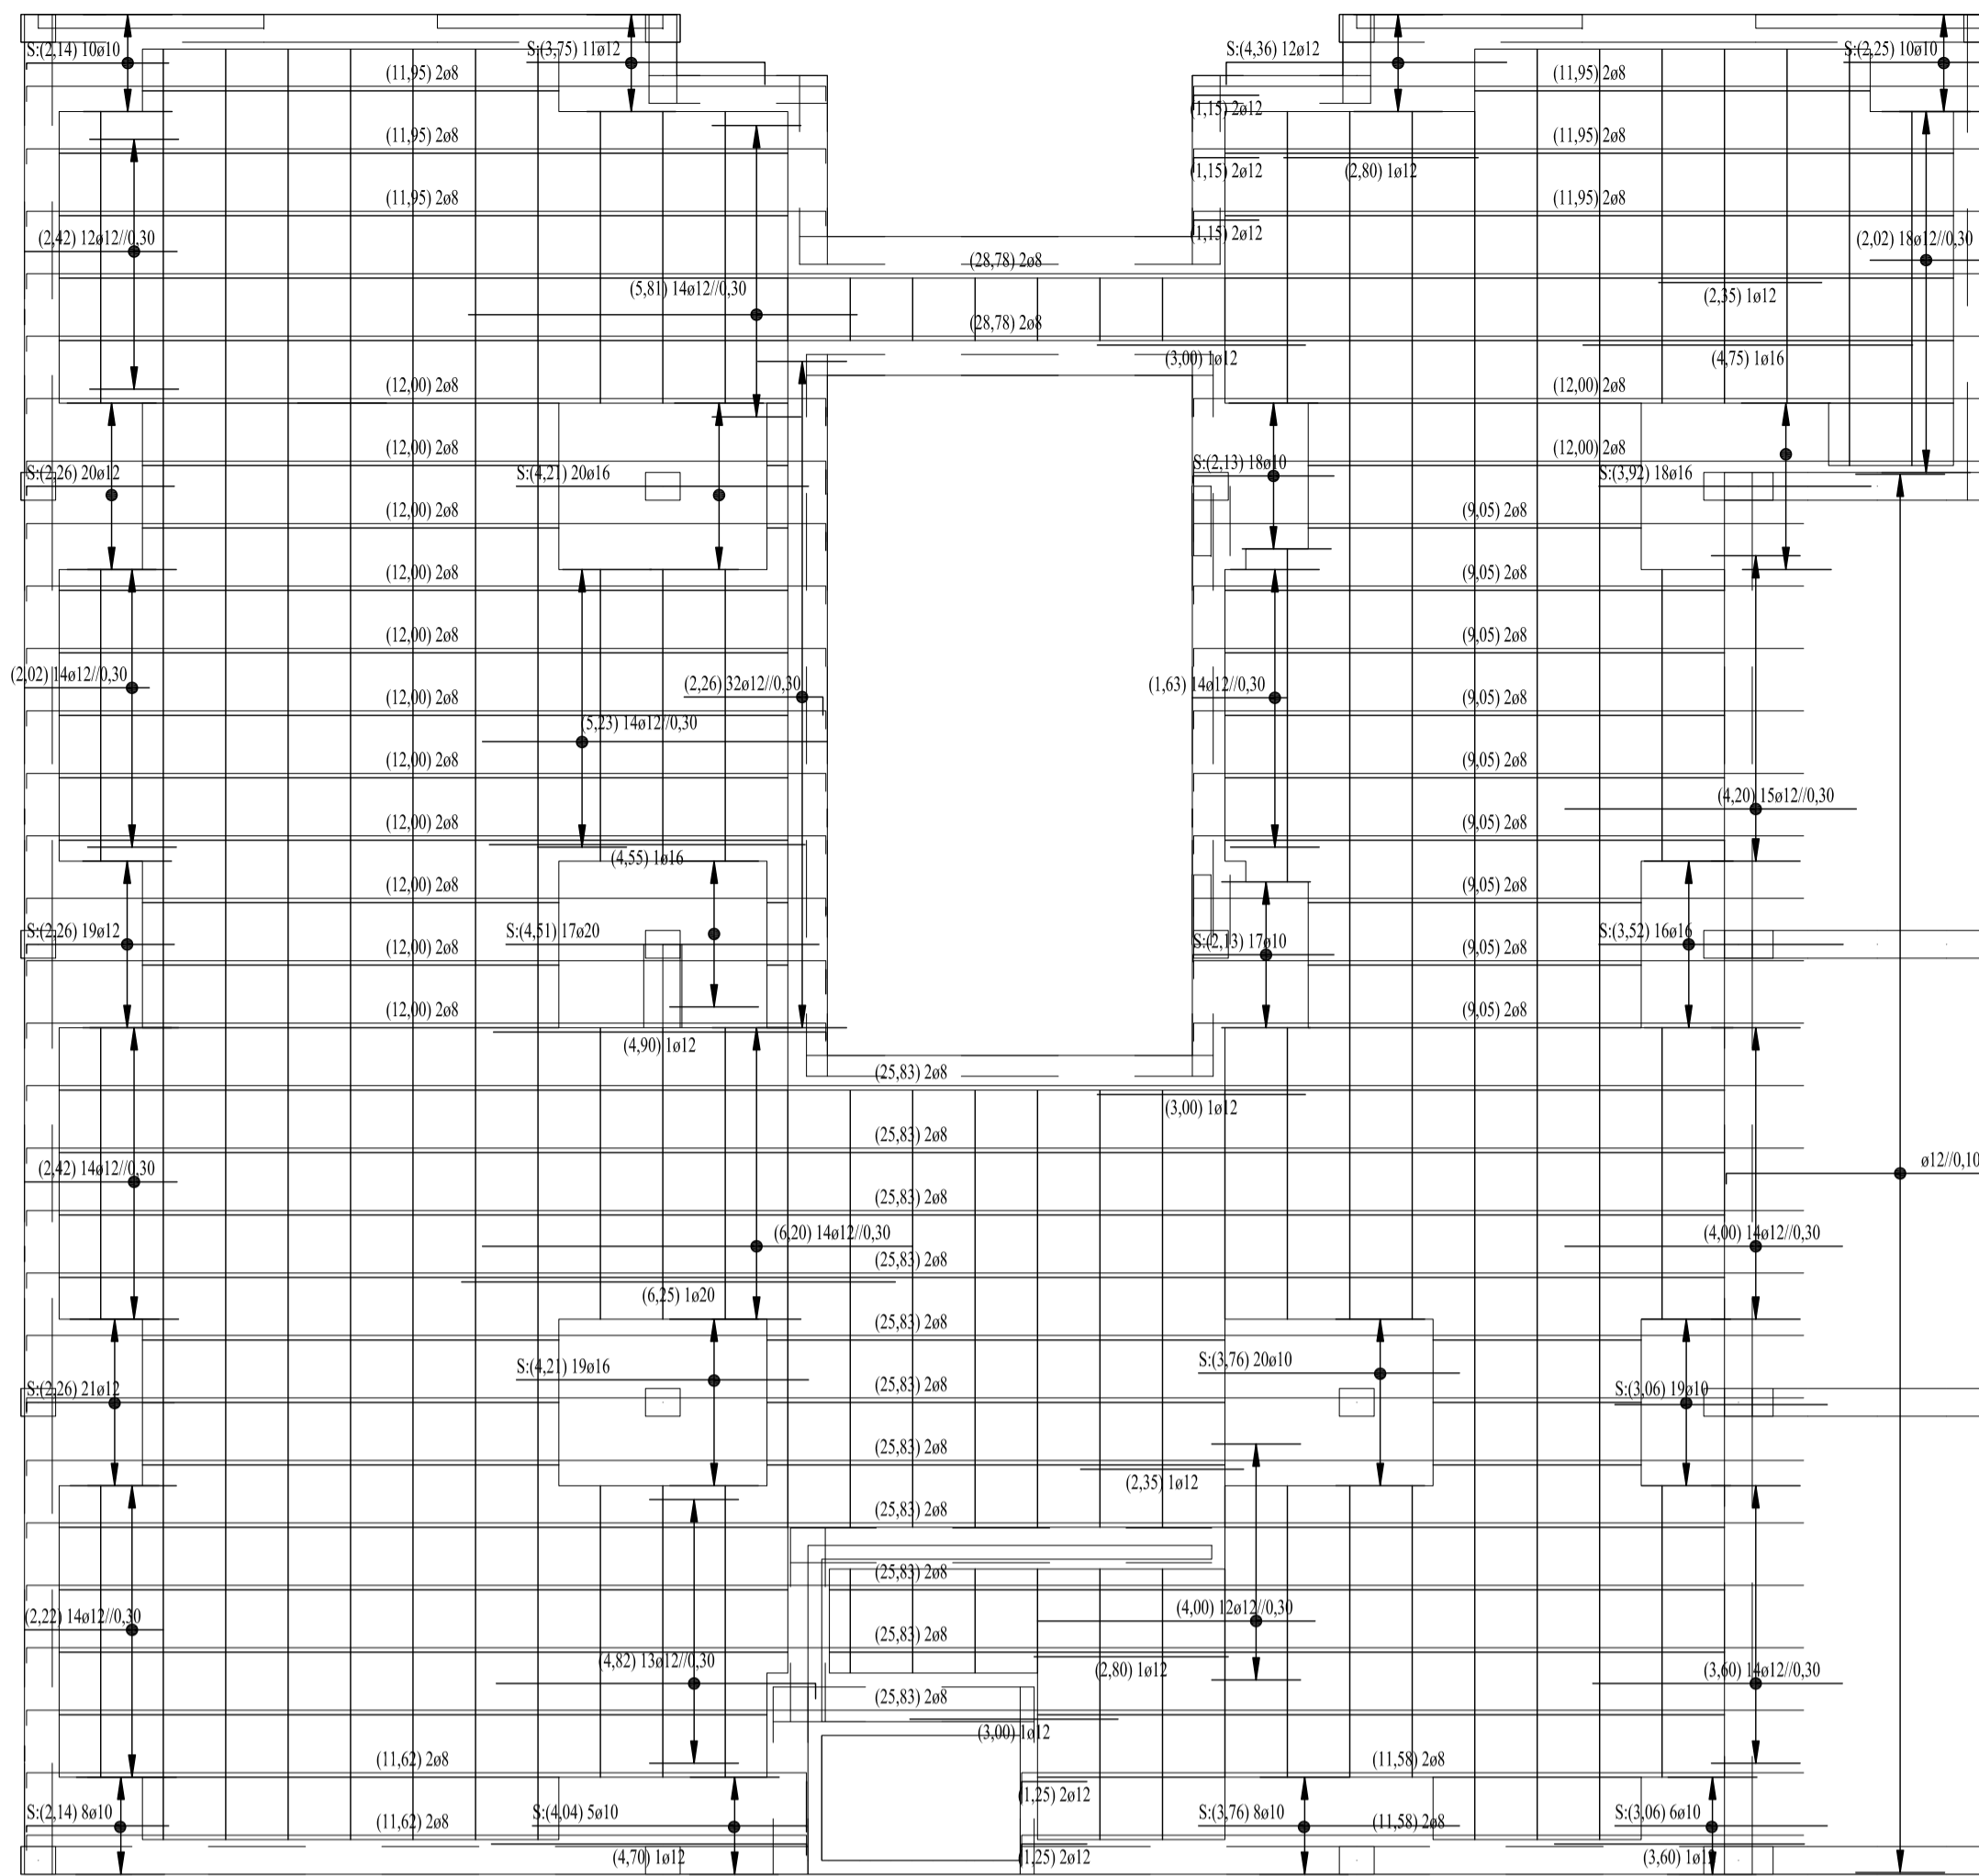 S:(2,14) 10ø10
S:(3,75) 11ø12
S:(4,36) 12ø12
S:(2,25) 10ø10
(11,95) 2ø8
(11,95) 2ø8
(1,15) 2ø12
(11,95) 2ø8
(11,95) 2ø8
(1,15) 2ø12
(2,80) 1ø12
(11,95) 2ø8
(11,95) 2ø8
(1,15) 2ø12
(2,42) 12ø12//0,30
(2,02) 18ø12//0,30
(28,78) 2ø8
(5,81) 14ø12//0,30
(2,35) 1ø12
(28,78) 2ø8
(3,00) 1ø12
(4,75) 1ø16
(12,00) 2ø8
(12,00) 2ø8
(12,00) 2ø8
(12,00) 2ø8
S:(2,26) 20ø12
S:(4,21) 20ø16
S:(2,13) 18ø10
S:(3,92) 18ø16
(12,00) 2ø8
(9,05) 2ø8
(12,00) 2ø8
(9,05) 2ø8
(12,00) 2ø8
(9,05) 2ø8
(2,02) 14ø12//0,30
(2,26) 32ø12//0,30
(1,63) 14ø12//0,30
(12,00) 2ø8
(9,05) 2ø8
(5,23) 14ø12//0,30
(12,00) 2ø8
(9,05) 2ø8
(4,20) 15ø12//0,30
(12,00) 2ø8
(9,05) 2ø8
(4,55) 1ø16
(12,00) 2ø8
(9,05) 2ø8
S:(2,26) 19ø12
S:(4,51) 17ø20
S:(2,13) 17ø10
S:(3,52) 16ø16
(12,00) 2ø8
(9,05) 2ø8
(12,00) 2ø8
(9,05) 2ø8
(4,90) 1ø12
(25,83) 2ø8
(3,00) 1ø12
(25,83) 2ø8
(2,42) 14ø12//0,30
ø12//0,10
(25,83) 2ø8
(6,20) 14ø12//0,30
(4,00) 14ø12//0,30
(25,83) 2ø8
(6,25) 1ø20
(25,83) 2ø8
S:(4,21) 19ø16
S:(3,76) 20ø10
S:(2,26) 21ø12
(25,83) 2ø8
S:(3,06) 19ø10
(25,83) 2ø8
(2,35) 1ø12
(25,83) 2ø8
(25,83) 2ø8
(2,22) 14ø12//0,30
(4,00) 12ø12//0,30
(25,83) 2ø8
(4,82) 13ø12//0,30
(2,80) 1ø12
(3,60) 14ø12//0,30
(25,83) 2ø8
(3,00) 1ø12
(11,62) 2ø8
(11,58) 2ø8
(1,25) 2ø12
S:(2,14) 8ø10
S:(4,04) 5ø10
S:(3,76) 8ø10
S:(3,06) 6ø10
(11,62) 2ø8
(11,58) 2ø8
(4,70) 1ø12
(1,25) 2ø12
(3,60) 1ø12